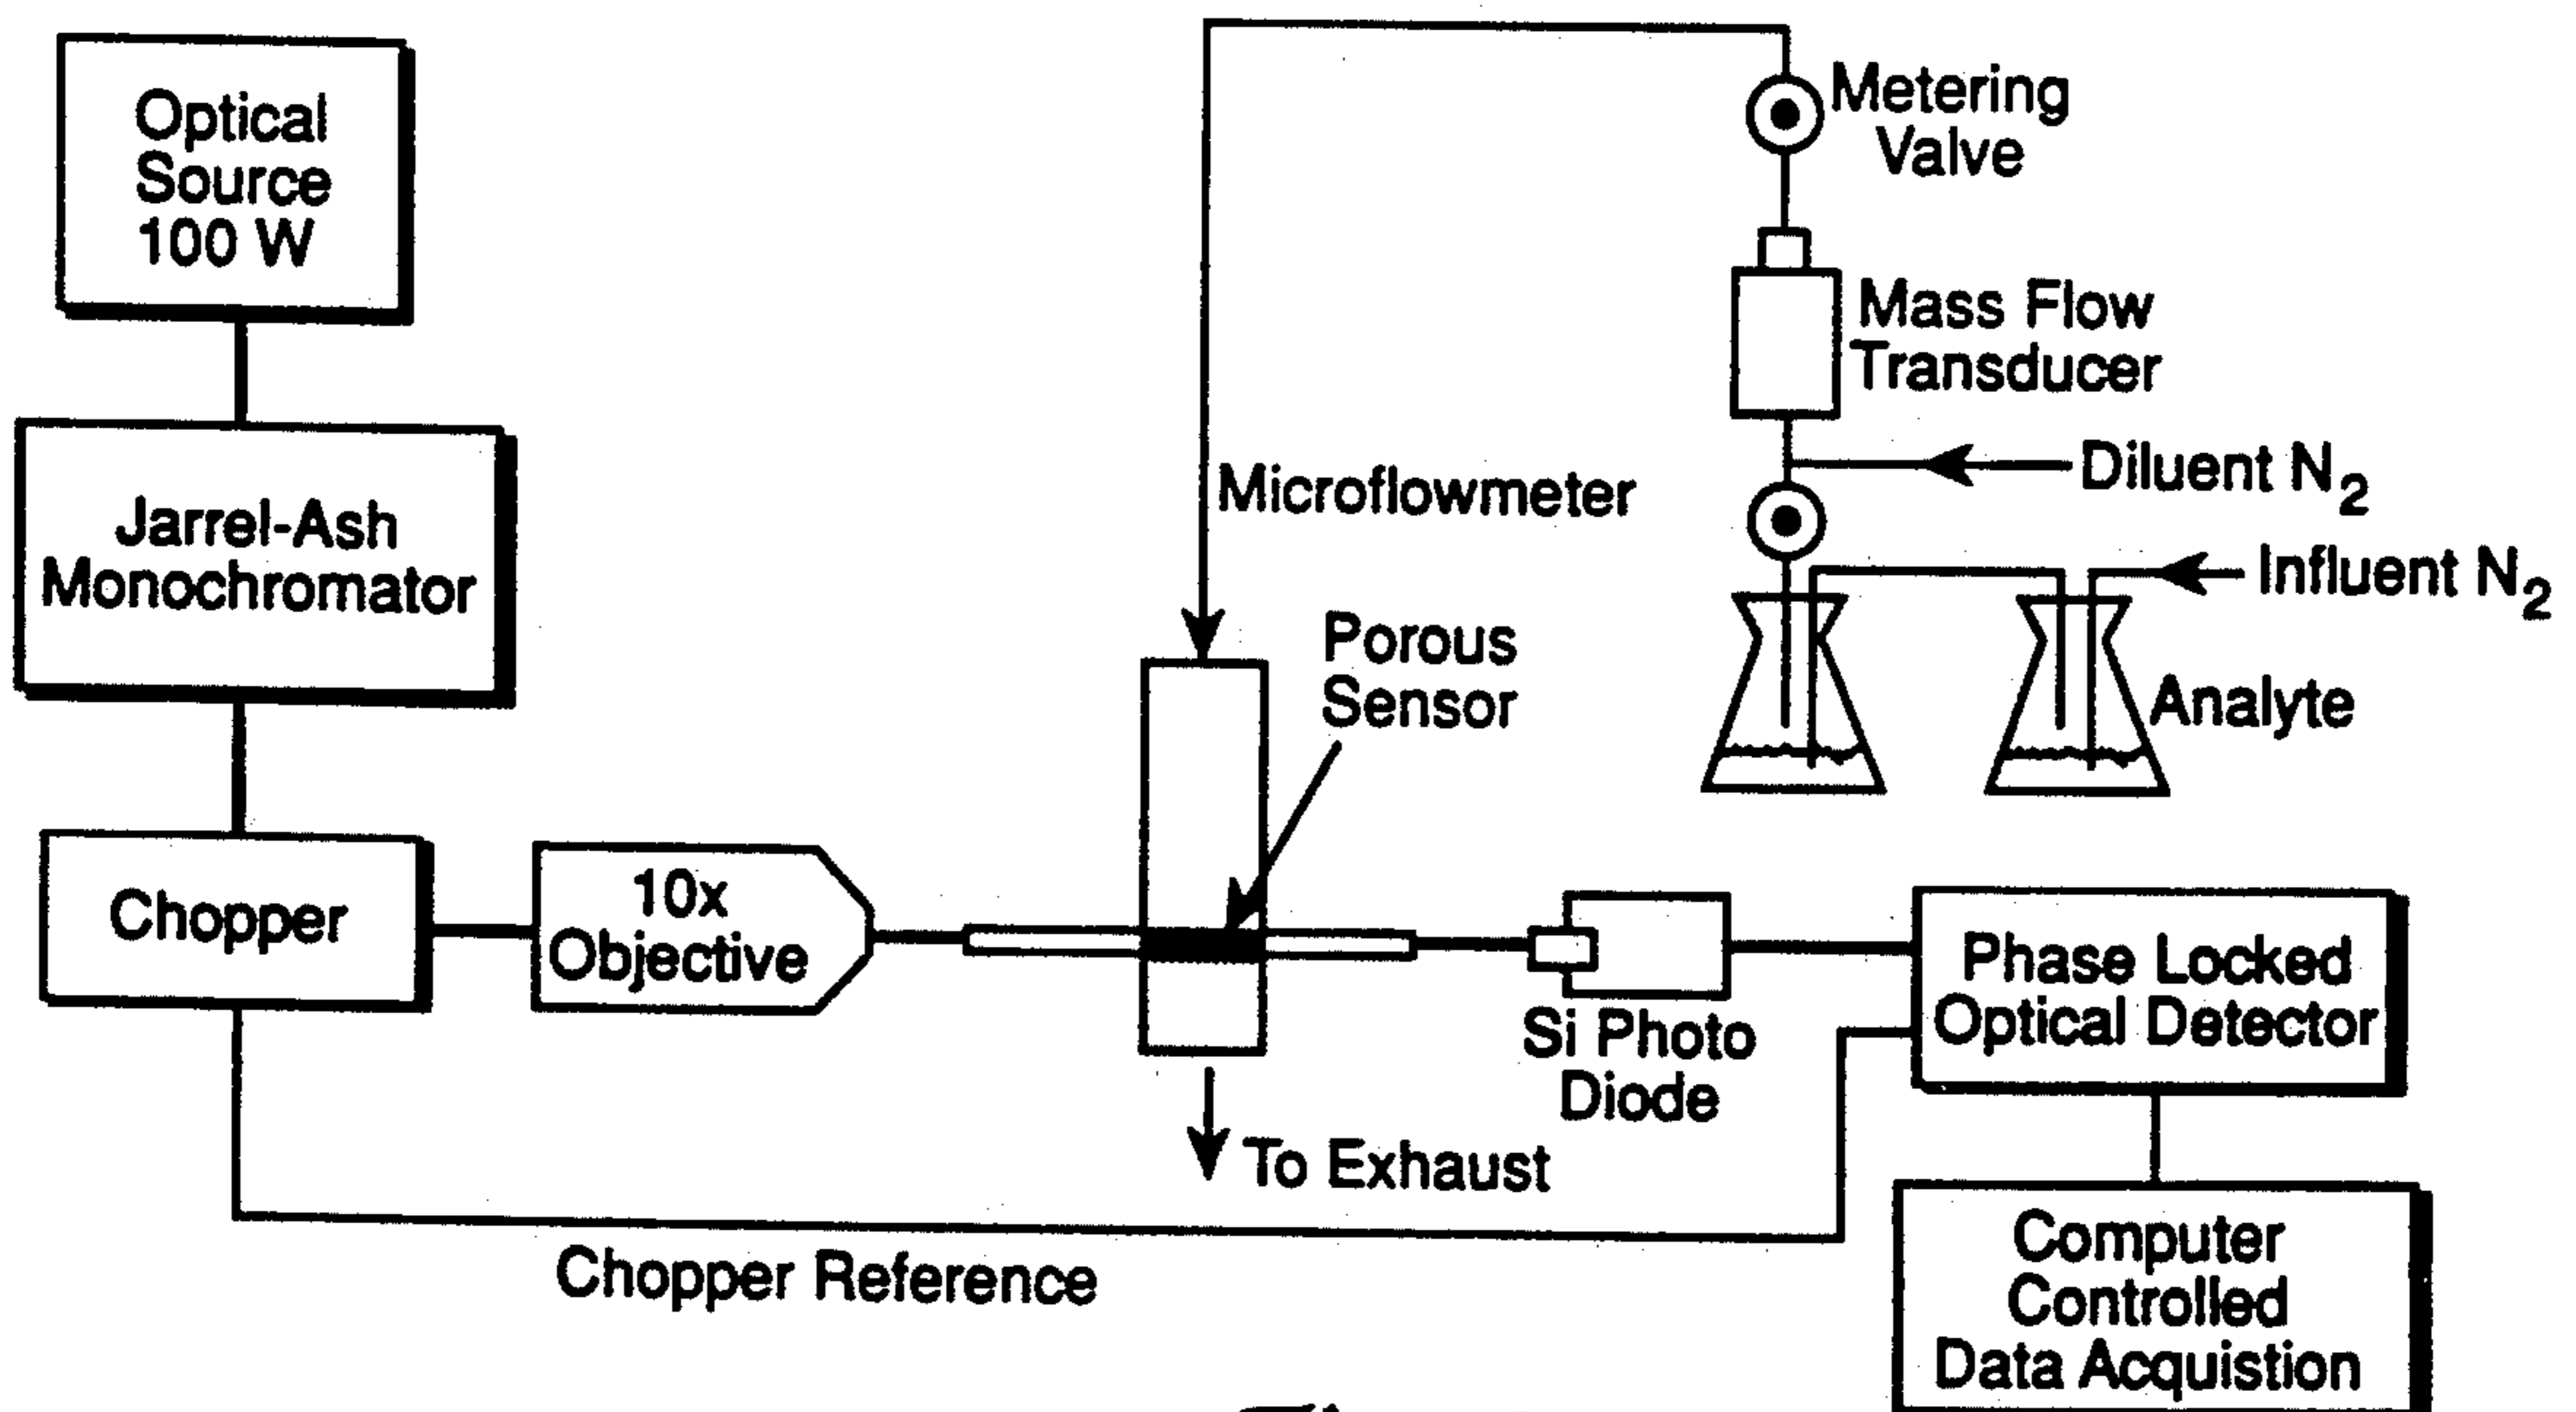 Optical
Source
100 W
Jarrel-Ash
Monochromator
Chopper
10x
Objective
Chopper Reference
Microflowmeter
Porous
Sensor
To Exhaust
Metering
Valve
Mass Flow
Transducer
Diluent N2
Influent N2
Analyte
Si Photo
Diode
Phase Locked
Optical Detector
Computer
Controlled
Data Acquistion